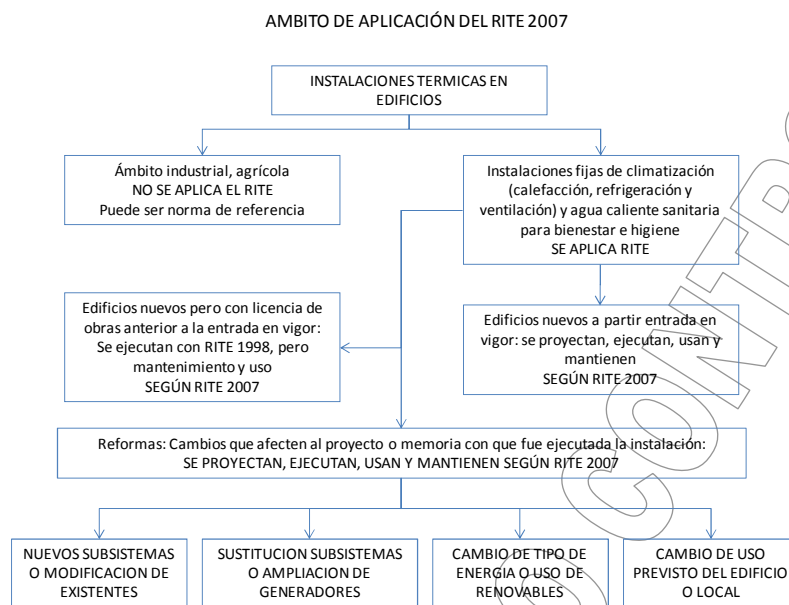 AMBITO DE APLICACIÓN DEL RITE 2007
INSTALACIONES TERMICAS EN
EDIFICIOS
Ámbito industrial, agrícola
NO SE APLICA EL RITE
Puede ser norma de referencia
Instalaciones fijas de climatización
(calefacción, refrigeración y
ventilación) y agua caliente sanitaria
para bienestar e higiene
SE APLICA RITE
Edificios nuevos pero con licencia de
obras anterior a la entrada en vigor:
Se ejecutan con RITE 1998, pero
mantenimiento y uso
SEGÚN RITE 2007
Edificios nuevos a partir entrada en
vigor: se proyectan, ejecutan, usan y
mantienen
SEGÚN RITE 2007
Reformas: Cambios que afecten al proyecto o memoria con que fue ejecutada la instalación:
SE PROYECTAN, EJECUTAN, USAN Y MANTIENEN SEGÚN RITE 2007
NUEVOS SUBSISTEMAS
O MODIFICACION DE
EXISTENTES
SUSTITUCION SUBSISTEMAS
O AMPLIACION DE
GENERADORES
CAMBIO DE TIPO DE
ENERGIA O USO DE
RENOVABLES
CAMBIO DE USO
PREVISTO DEL EDIFICIO
O LOCAL